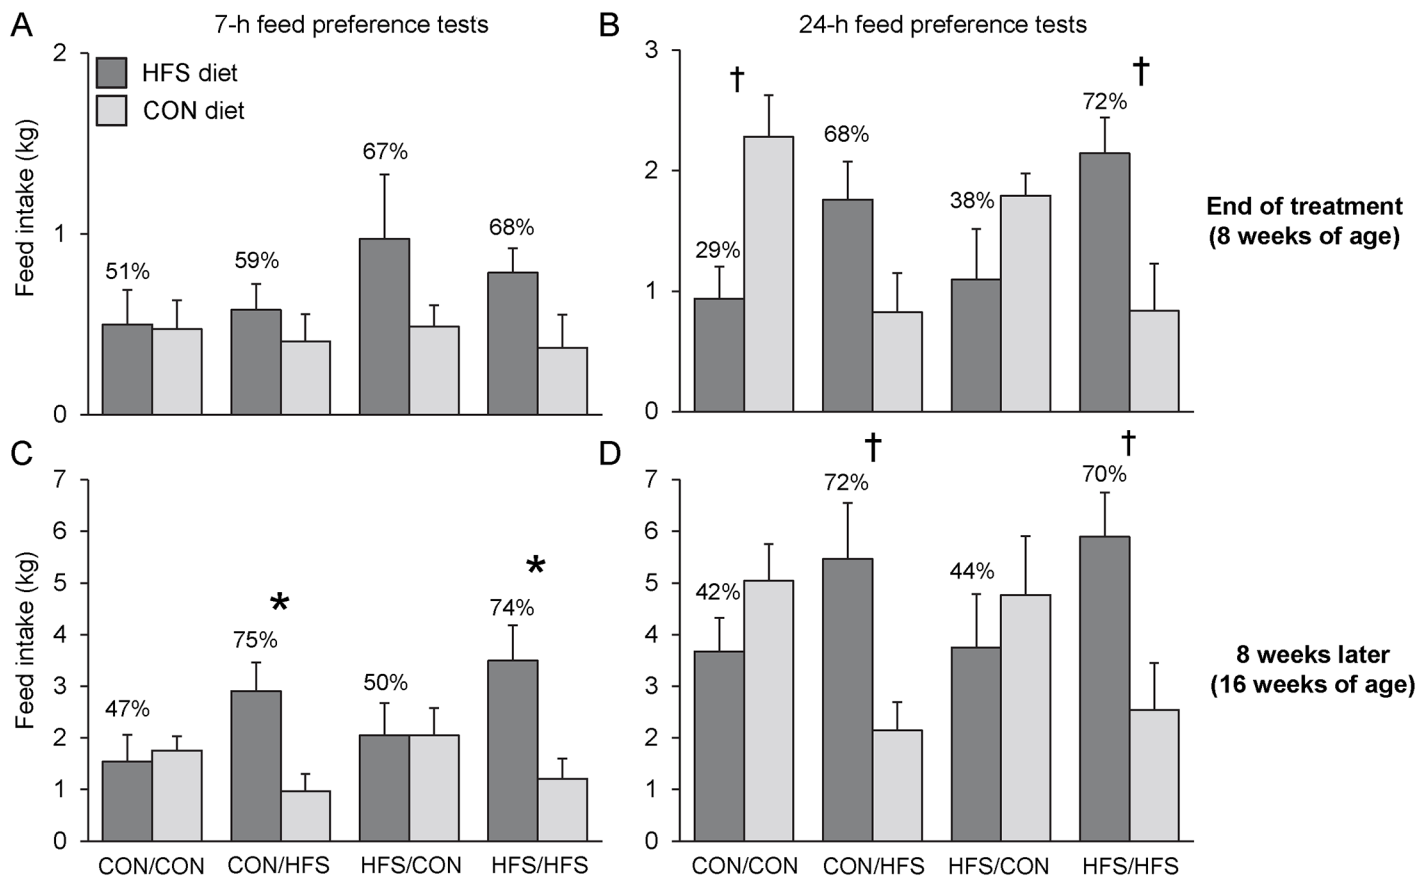 A
7-h feed preference tests
2
HFS diet
CON diet
Feed intake (kg)
1
0
51%
59%
67%
68%
B
24-h feed preference tests
3
2
1
0
†
29%
68%
38%
72%
†
End of treatment
(8 weeks of age)
C
7
6
5
4
3
2
1
0
Feed intake (kg)
47%
*
75%
50%
*
74%
CON/CON
CON/HFS
HFS/CON
HFS/HFS
D
7
6
5
4
3
2
1
0
42%
†
72%
44%
†
70%
CON/CON
CON/HFS
HFS/CON
HFS/HFS
8 weeks later
(16 weeks of age)